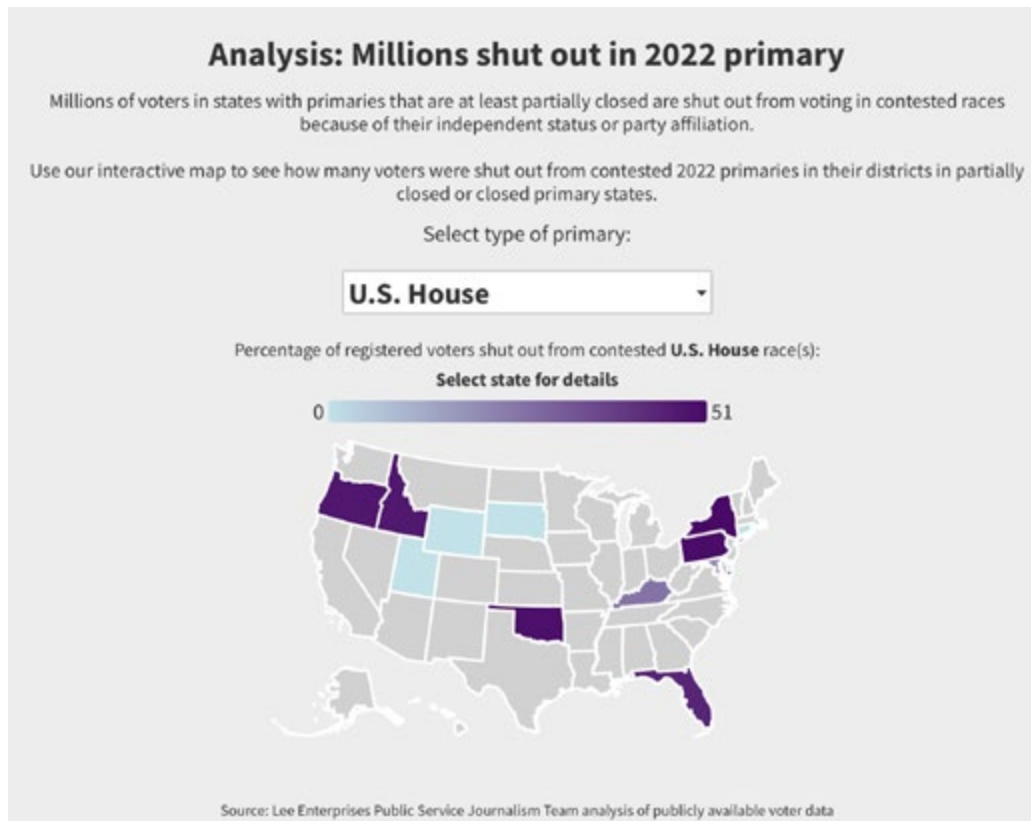 Analysis: Millions shut out in 2022 primary
Millions of voters in states with primaries that are at least partially closed are shut out from voting in contested races
because of their independent status or party affiliation.
Use our interactive map to see how many voters were shut out from contested 2022 primaries in their districts in partially
closed or closed primary states.
Select type of primary:
U.S. House
Percentage of registered voters shut out from contested U.S. House race(s):
Select state for details
0 51
Source: Lee Enterprises Public Service Journalism Team analysis of publicly available voter data